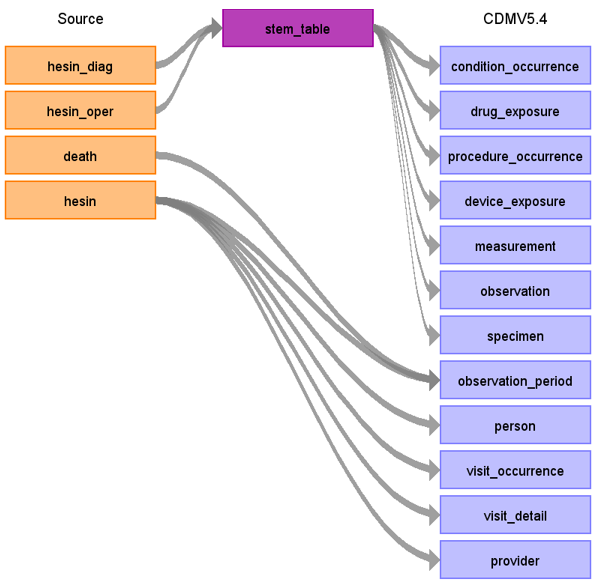 Source
stem_table
CDMV5.4
hesin_diag
condition_occurrence
hesin_oper
drug_exposure
death
procedure_occurrence
hesin
device_exposure
measurement
observation
specimen
observation_period
person
visit_occurrence
visit_detail
provider